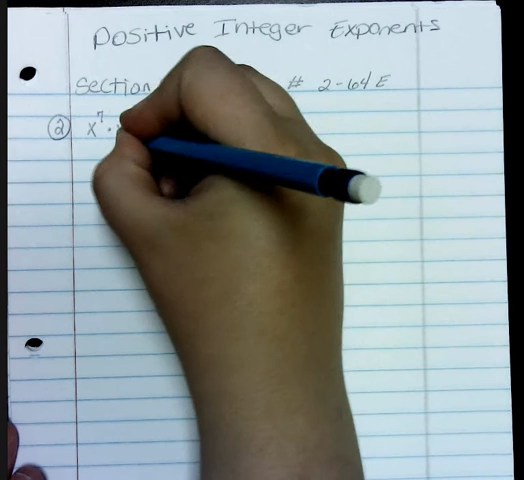 Positive Integer Exponents
Section # 2-64 E
② x⁷ ·